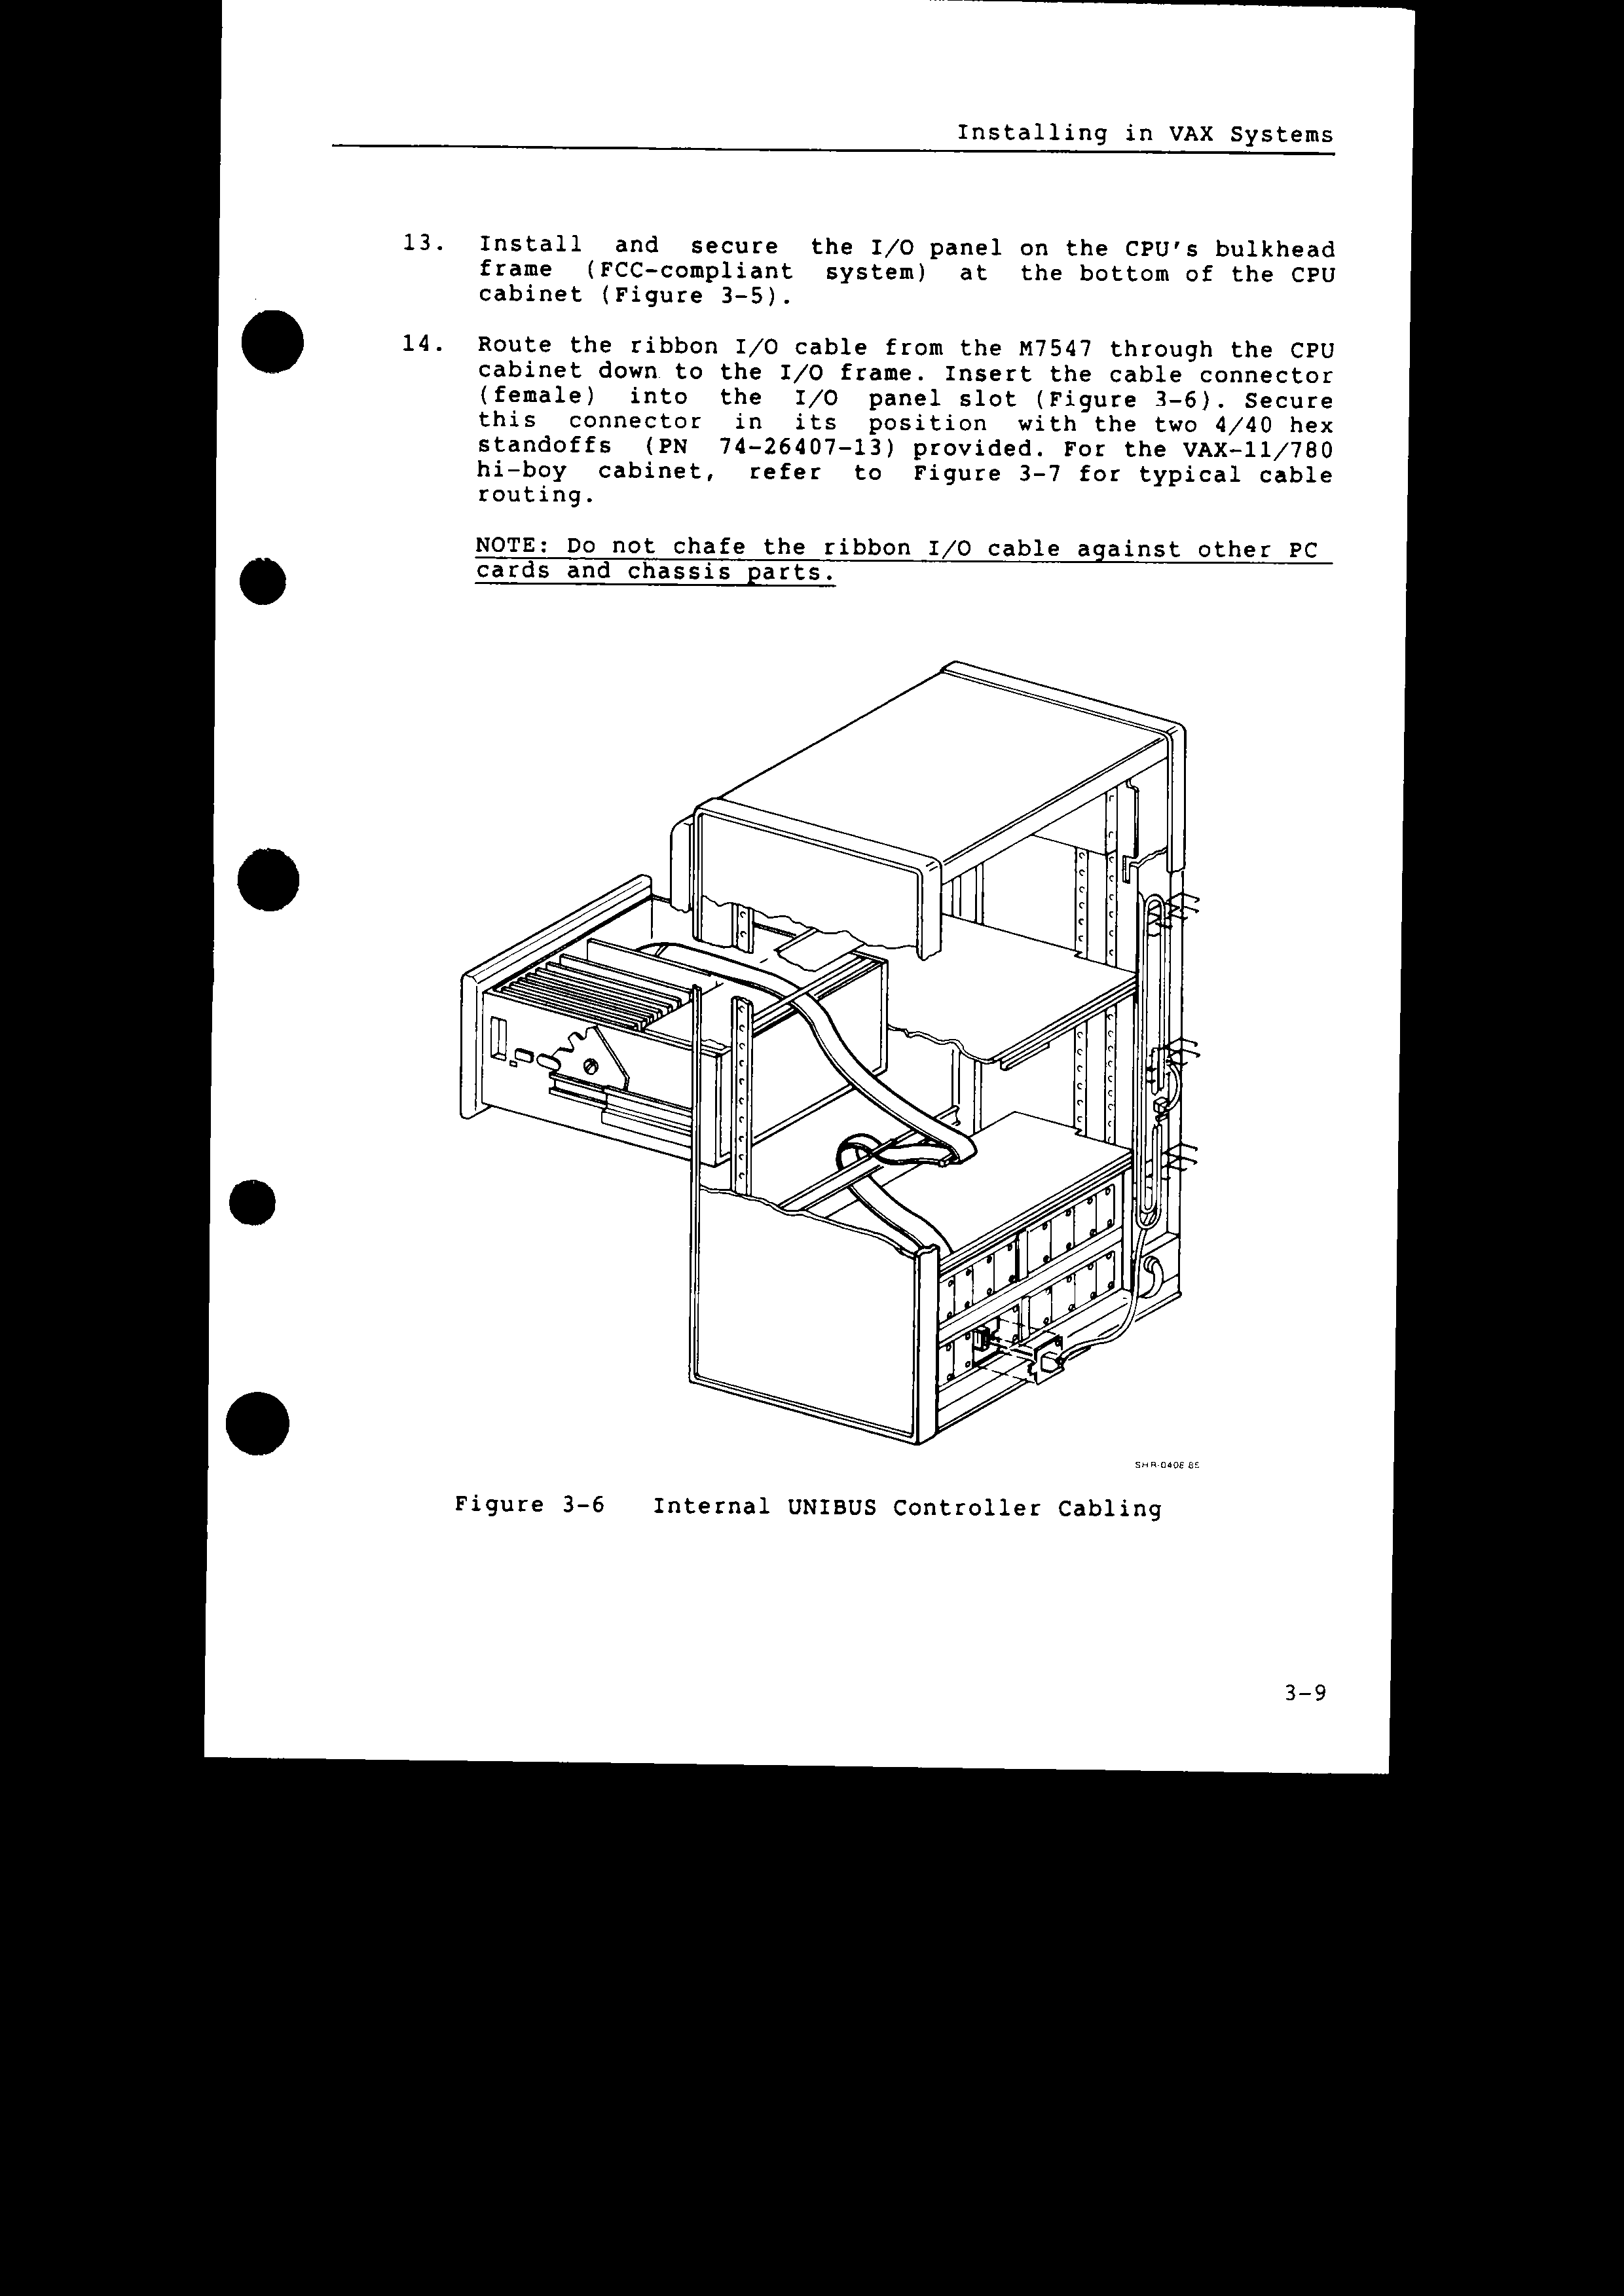 Installing in VAX Systems
13. Install and secure the I/O panel on the CPU's bulkhead
frame (FCC-compliant system) at the bottom of the CPU
cabinet (Figure 3-5).
14. Route the ribbon I/O cable from the M7547 through the CPU
cabinet down to the I/O frame. Insert the cable connector
(female) into the I/O panel slot (Figure 3-6). Secure
this connector in its position with the two 4/40 hex
standoffs (PN 74-26407-13) provided. For the VAX-11/780
hi-boy cabinet, refer to Figure 3-7 for typical cable
routing.
NOTE: Do not chafe the ribbon I/O cable against other PC
cards and chassis parts.
Figure 3-6 Internal UNIBUS Controller Cabling
3-9